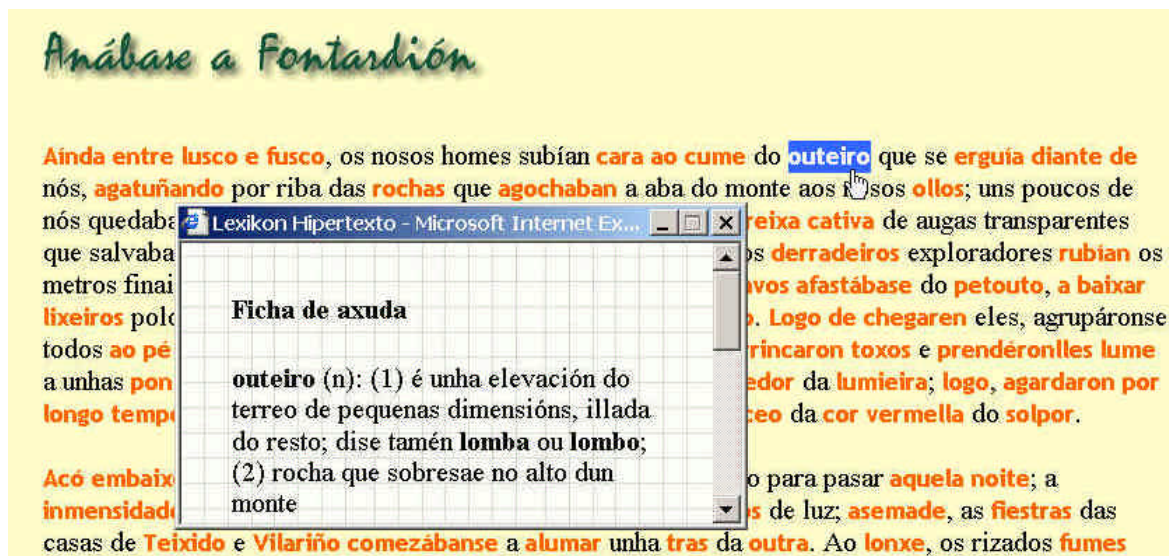 Anábase a Fontardión
Aínda entre lusco e fusco, os nosos homes subían cara ao cume do outeiro que se erguía diante de
nós, agatuñando por riba das rochas que agochaban a aba do monte aos nosos ollos; uns poucos de
nós quedaba reixa cativa de augas transparentes
que salvaba s derradeiros exploradores rubían os
metros finai vos afastábase do petouto, a baixar
lixeiros polo . Logo de chegaren eles, agrupáronse
todos ao pé rrincaron toxos e prendéronlles lume
a unhas pon edor da lumieira; logo, agardaron por
longo tempo ceo da cor vermella do solpor.
Acó embaix o para pasar aquela noite; a
inmensidade s de luz; asemade, as fiestras das
casas de Teixido e Vilariño comezábanse a alumar unha tras da outra. Ao lonxe, os rizados fumes
Lexikon Hipertexto - Microsoft Internet Ex...
Ficha de axuda
outeiro (n): (1) é unha elevación do
terreo de pequenas dimensións, illada
do resto; dise tamén lomba ou lombo;
(2) rocha que sobresae no alto dun
monte